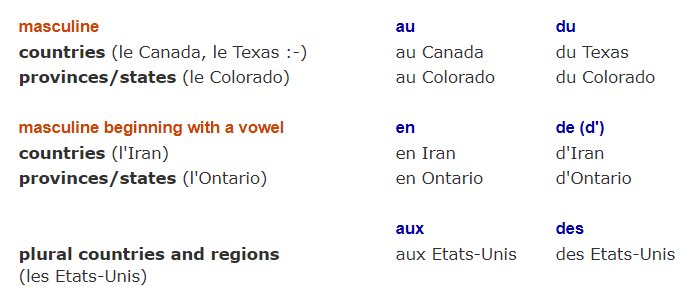 masculine au du
countries (le Canada, le Texas :-) au Canada du Texas
provinces/states (le Colorado) au Colorado du Colorado
masculine beginning with a vowel en de (d')
countries (l'Iran) en Iran d'Iran
provinces/states (l'Ontario) en Ontario d'Ontario
aux des
plural countries and regions aux Etats-Unis des Etats-Unis
(les Etats-Unis)